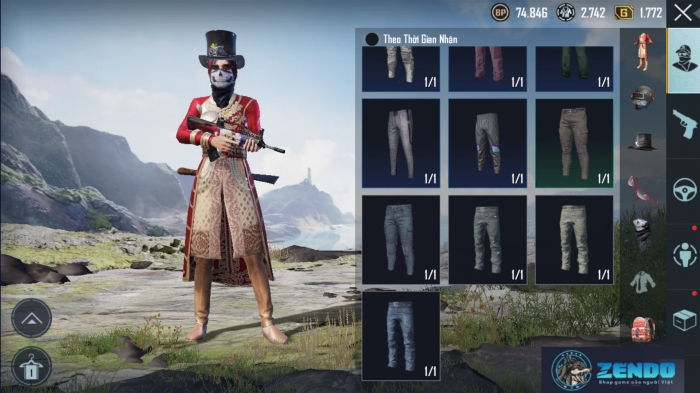 BP 74.846 2.742 G 1.772
Theo Thời Gian Nhận
1/1 1/1 1/1
1/1 1/1 1/1
1/1 1/1 1/1
1/1
ZENDO
Shop game của người Việt